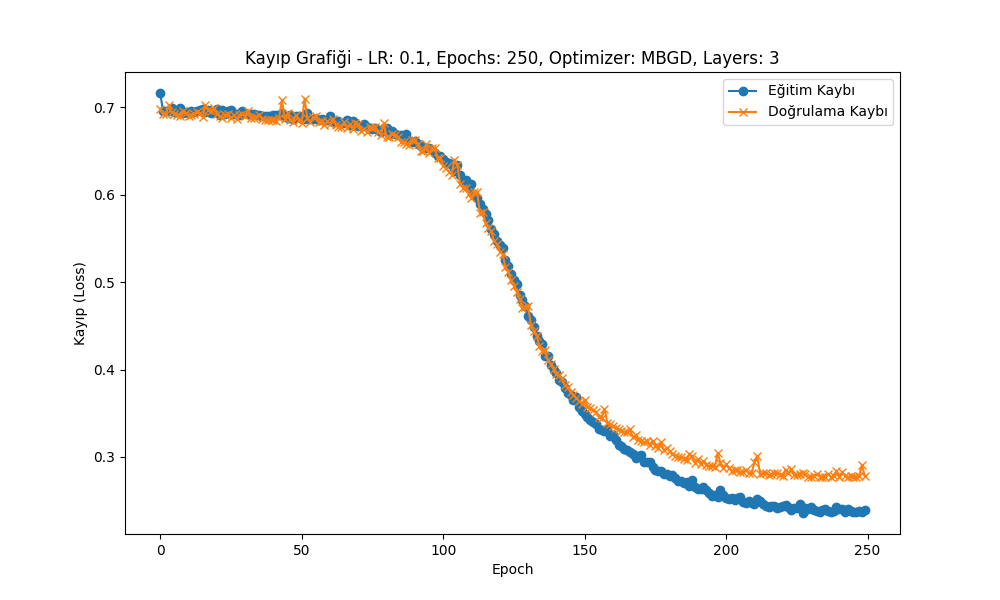 Kayıp Grafiği - LR: 0.1, Epochs: 250, Optimizer: MBGD, Layers: 3
Eğitim Kaybı
Doğrulama Kaybı
0.7
0.6
0.5
0.4
0.3
Kayıp (Loss)
0 50 100 150 200 250
Epoch